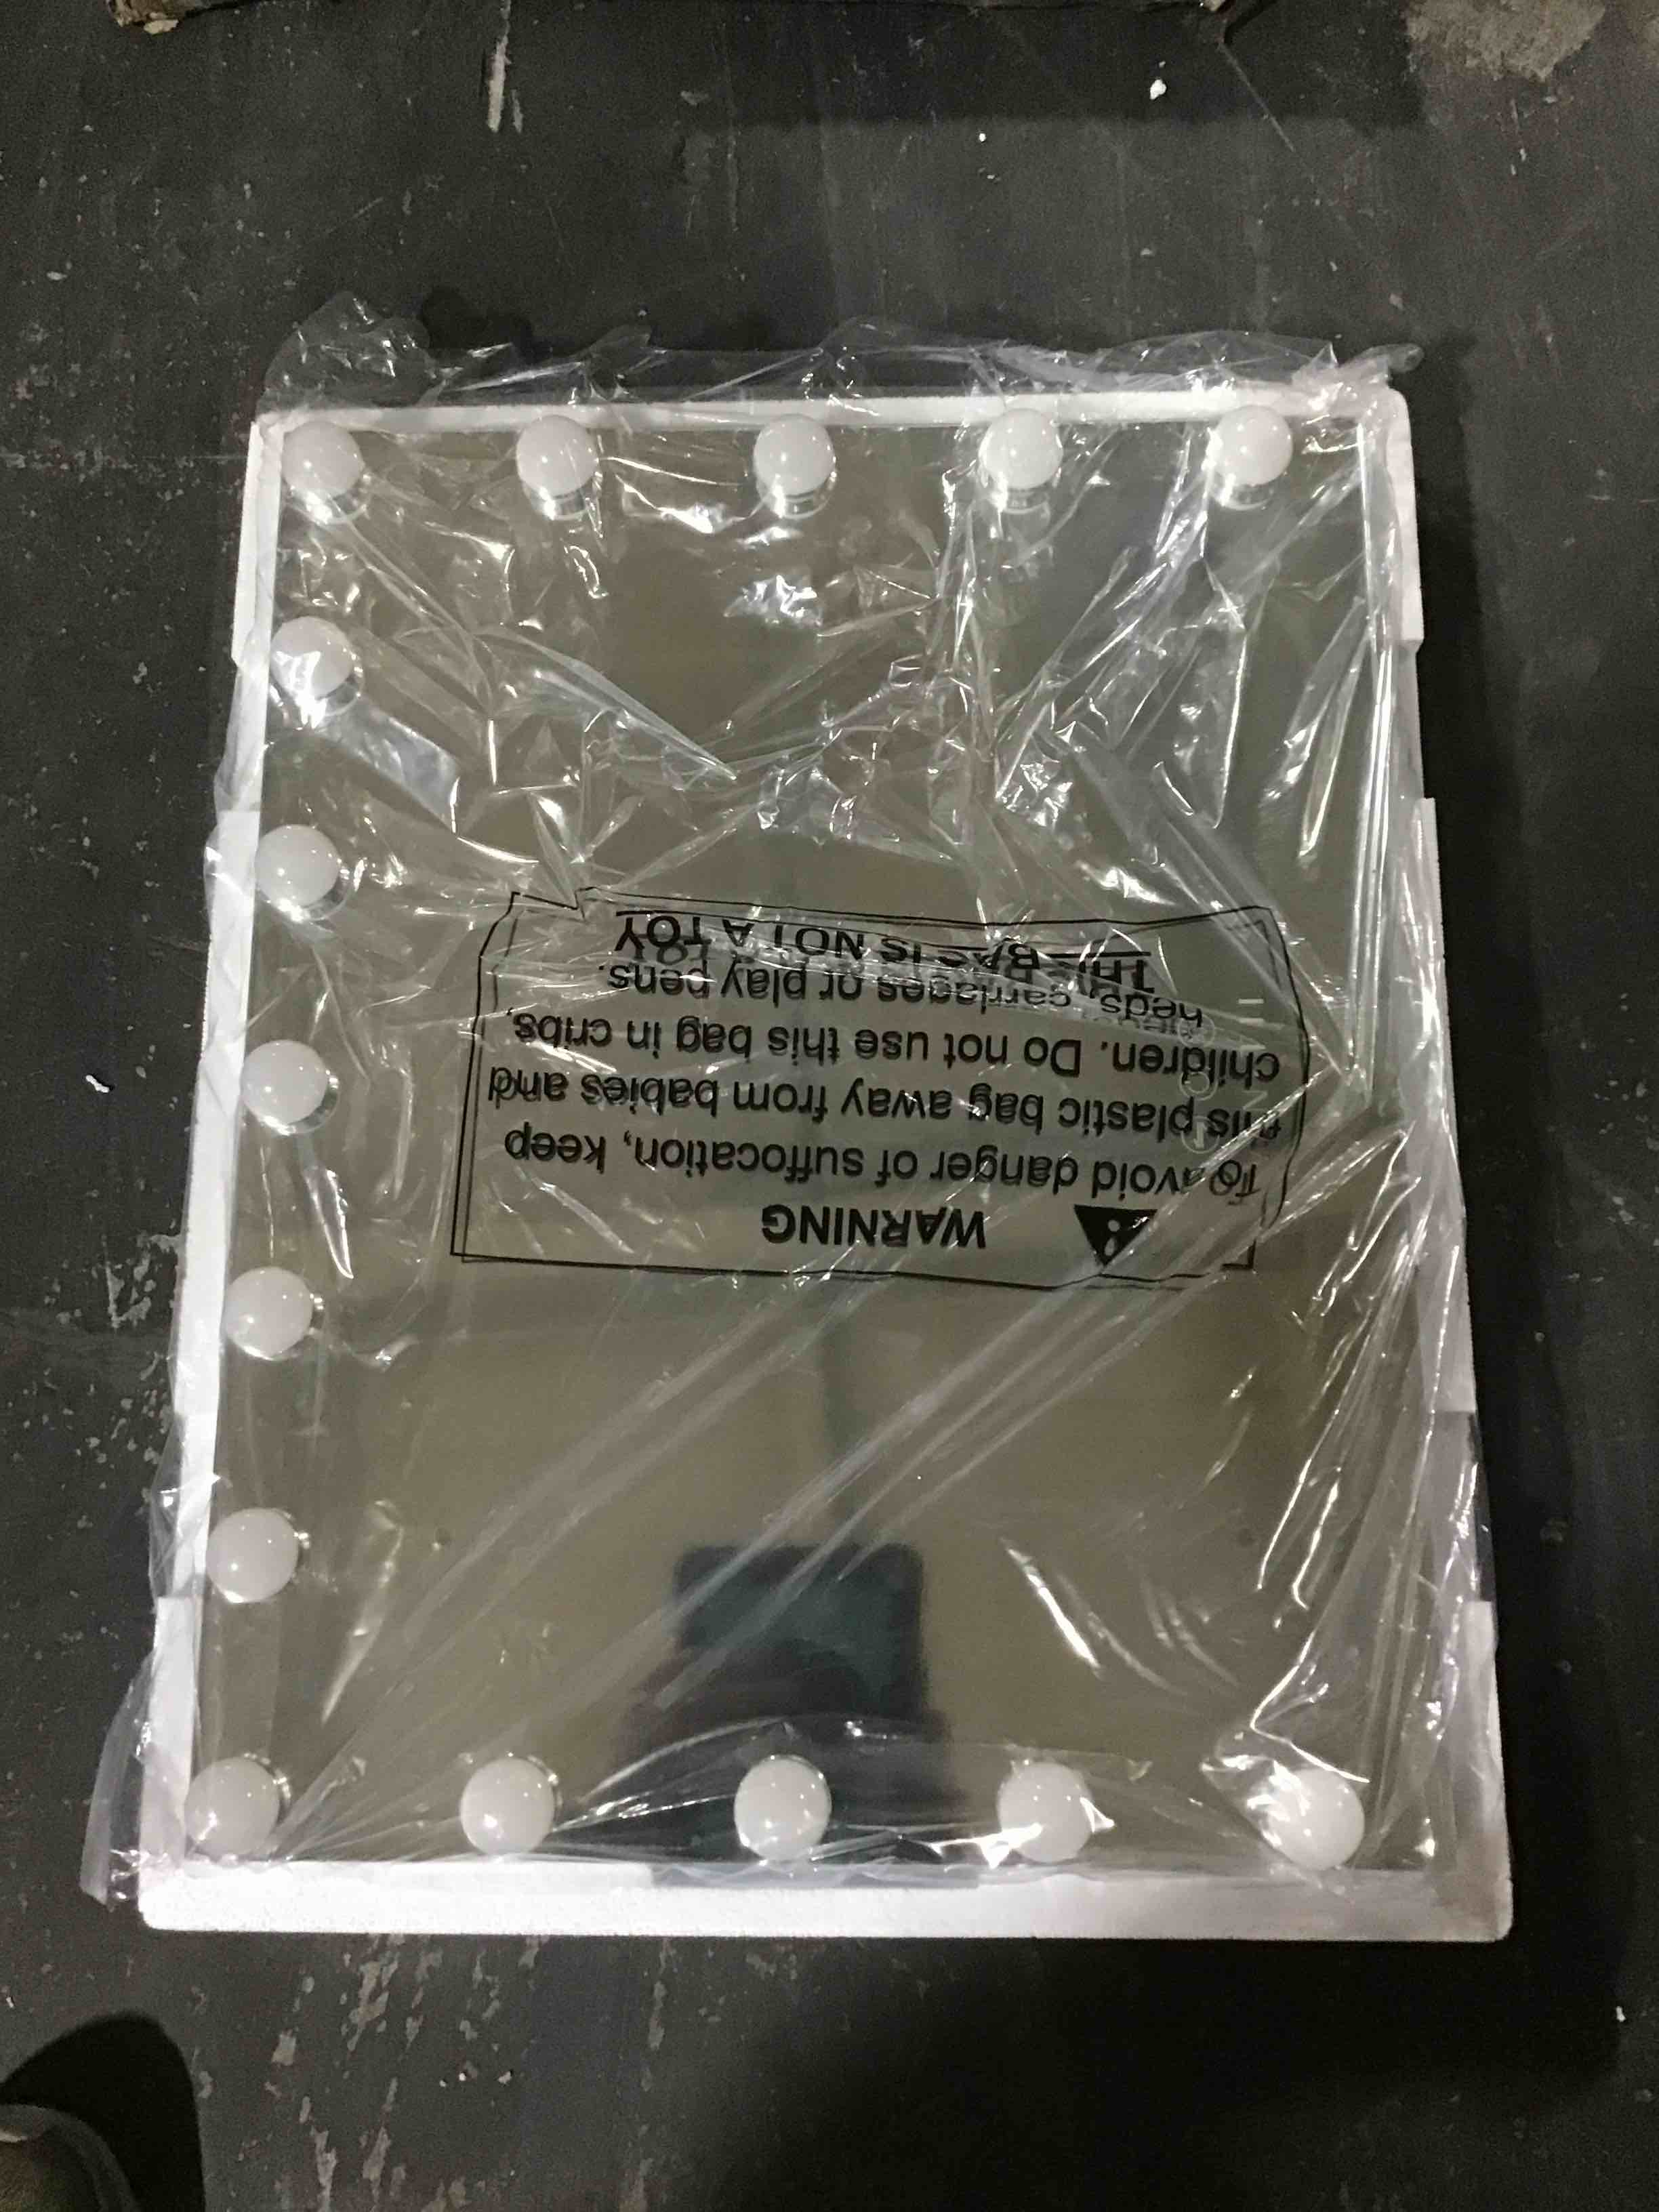 WARNING
To avoid danger of suffocation, keep
this plastic bag away from babies and
children. Do not use this bag in cribs,
beds, carriages or play pens.
THIS BAG IS NOT A TOY